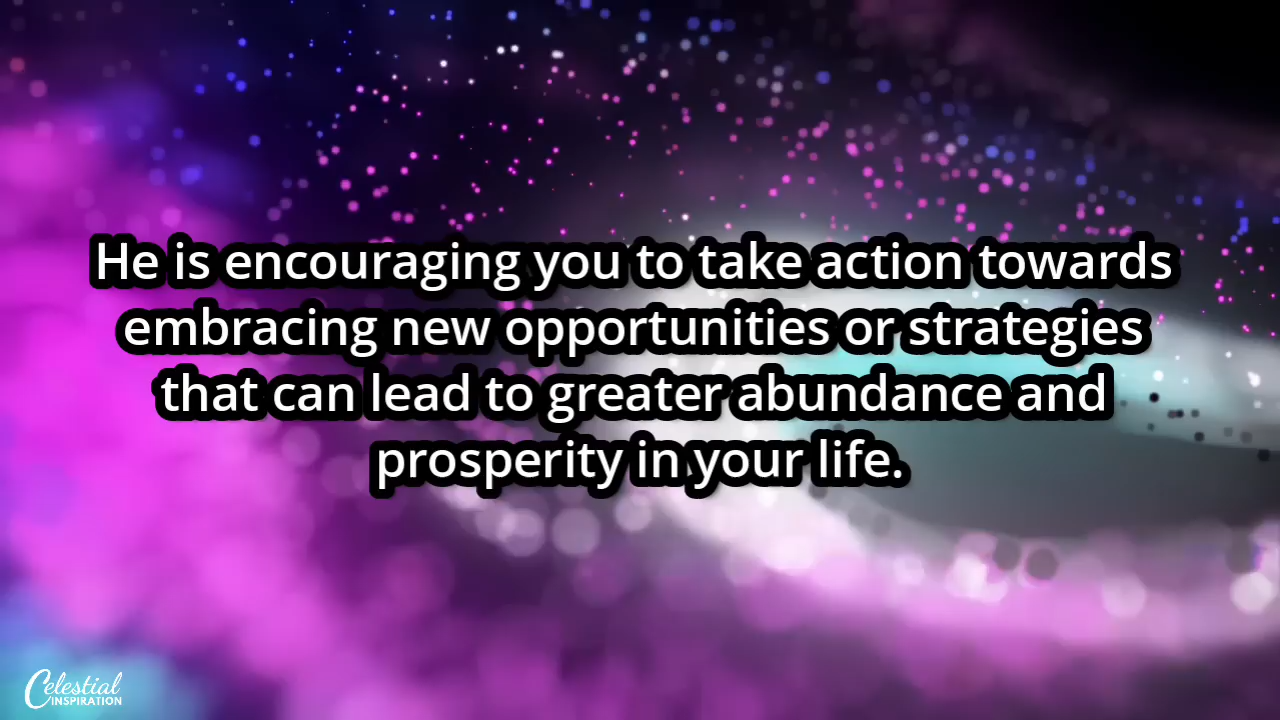 He is encouraging you to take action towards
embracing new opportunities or strategies
that can lead to greater abundance and
prosperity in your life.
Celestial
INSPIRATION